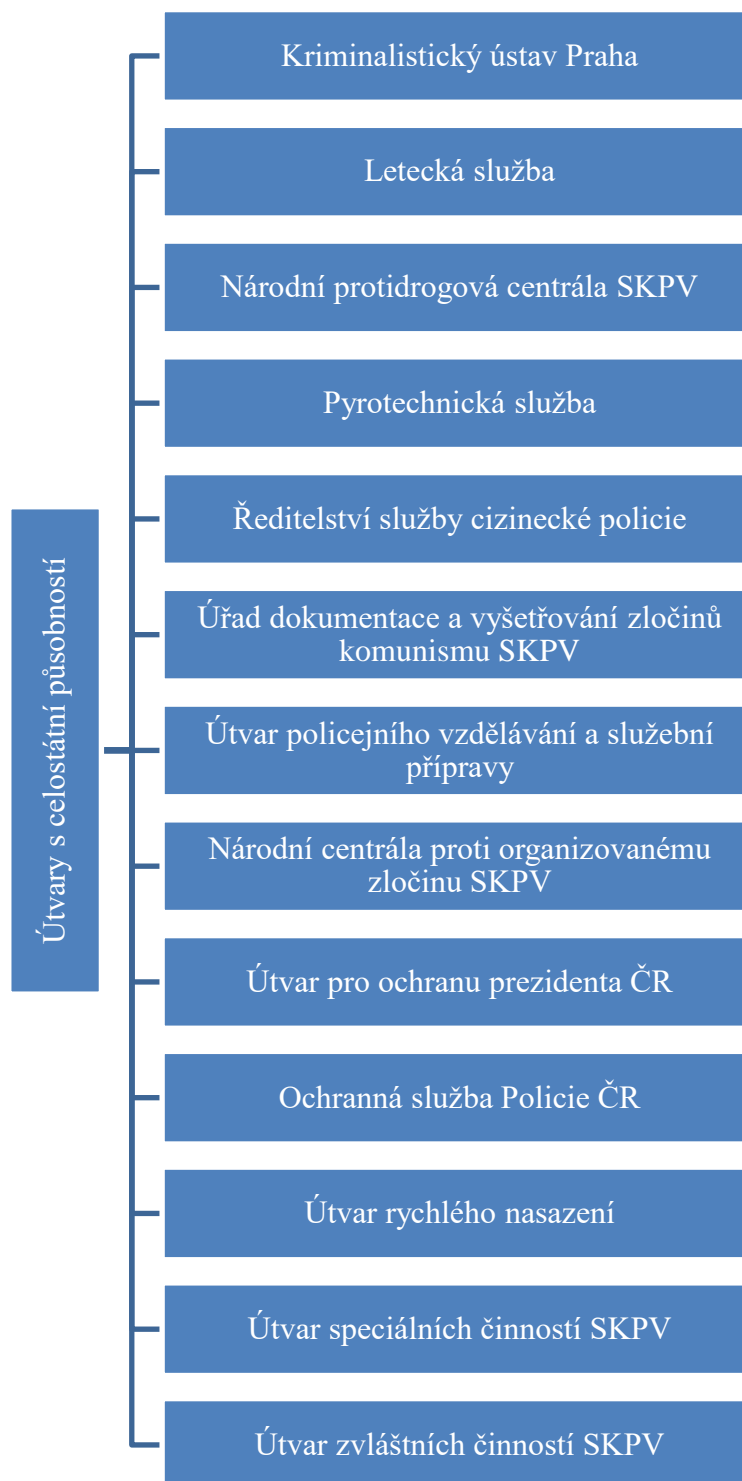 Útvary s celostátní působností
Kriminalistický ústav Praha
Letecká služba
Národní protidrogová centrála SKPV
Pyrotechnická služba
Ředitelství služby cizinecké policie
Úřad dokumentace a vyšetřování zločinů
komunismu SKPV
Útvar policejního vzdělávání a služební
přípravy
Národní centrála proti organizovanému
zločinu SKPV
Útvar pro ochranu prezidenta ČR
Ochranná služba Policie ČR
Útvar rychlého nasazení
Útvar speciálních činností SKPV
Útvar zvláštních činností SKPV